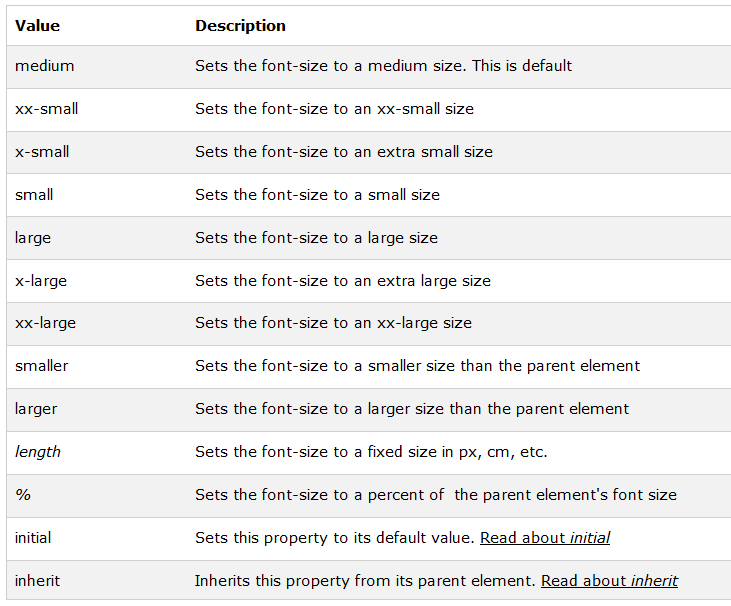 Value Description
medium Sets the font-size to a medium size. This is default
xx-small Sets the font-size to an xx-small size
x-small Sets the font-size to an extra small size
small Sets the font-size to a small size
large Sets the font-size to a large size
x-large Sets the font-size to an extra large size
xx-large Sets the font-size to an xx-large size
smaller Sets the font-size to a smaller size than the parent element
larger Sets the font-size to a larger size than the parent element
length Sets the font-size to a fixed size in px, cm, etc.
% Sets the font-size to a percent of  the parent element's font size
initial Sets this property to its default value. Read about initial
inherit Inherits this property from its parent element. Read about inherit